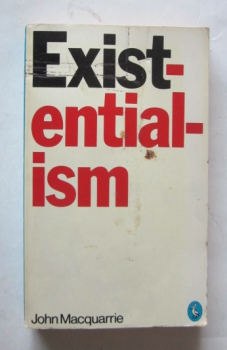 Exist-
ential-
ism
John Macquarrie